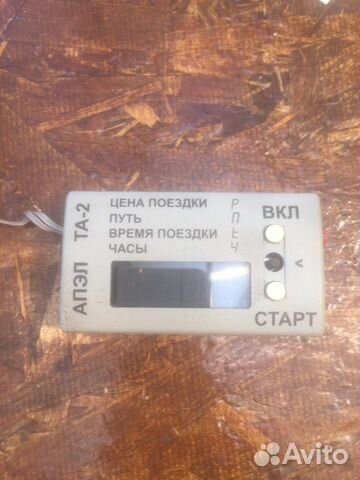 АПЭЛ ТА-2
ЦЕНА ПОЕЗДКИ Р
ПУТЬ П
ВРЕМЯ ПОЕЗДКИ t
ЧАСЫ Ч
ВКЛ
<
СТАРТ
Avito